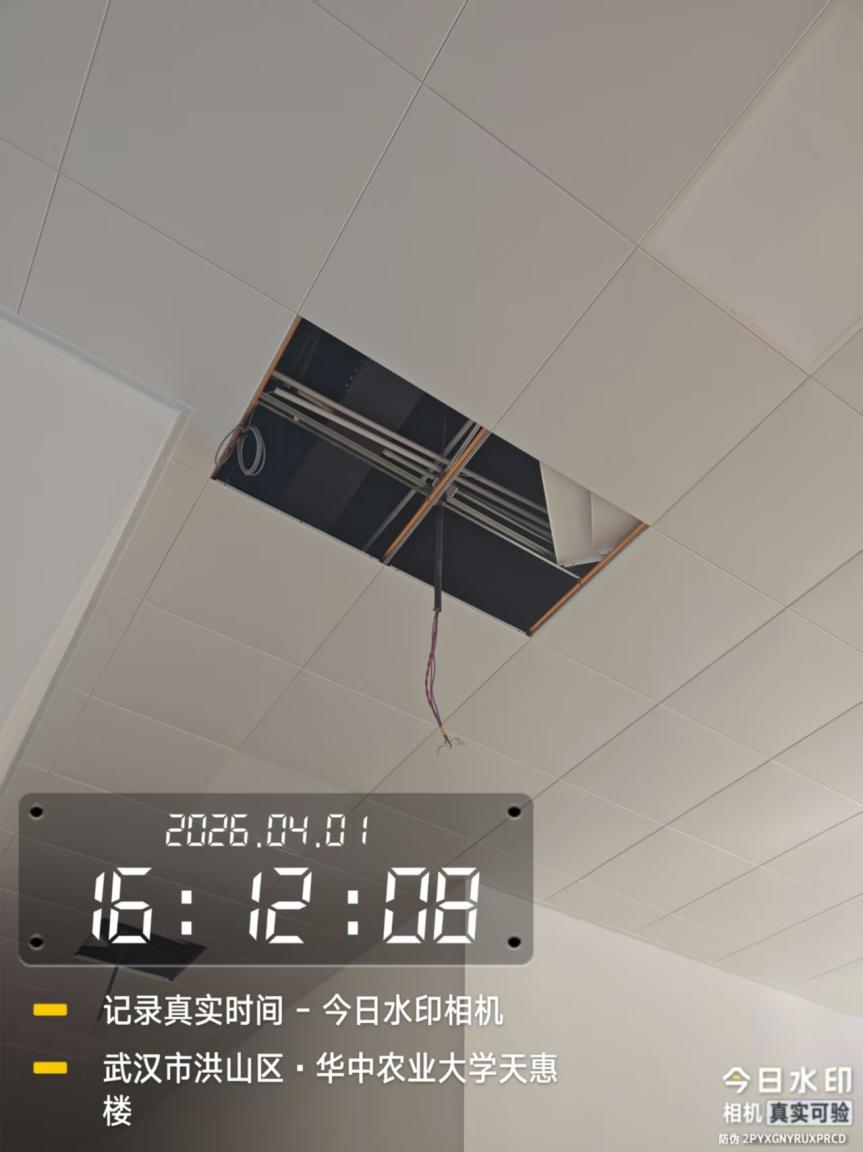 2026.04.01
16:12:08
记录真实时间 - 今日水印相机
武汉市洪山区·华中农业大学天惠
楼
今日水印
相机 真实可验
防伪 2PYXGNYRUXPRCD